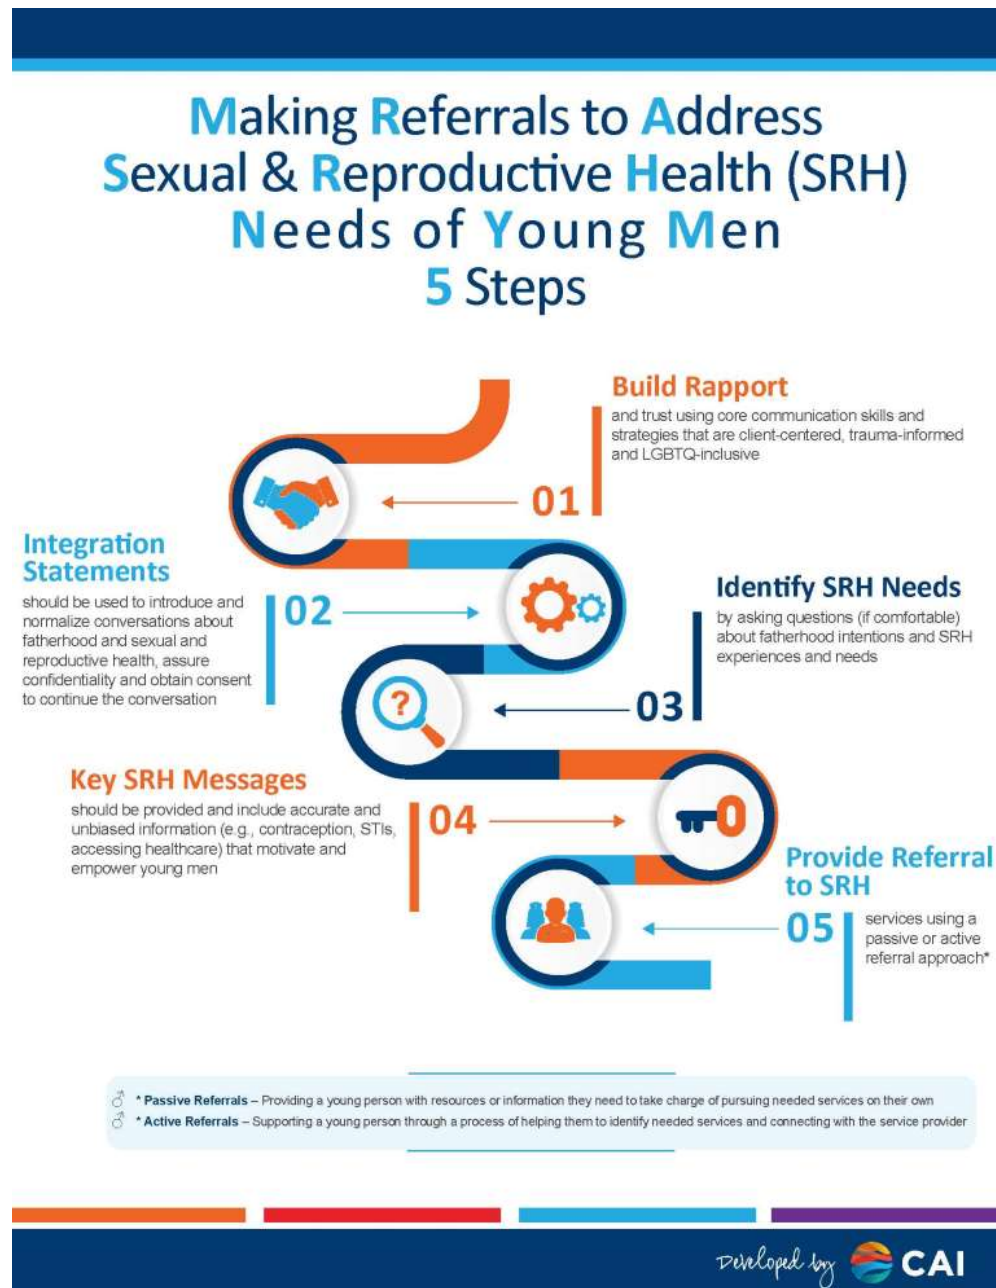 Making Referrals to Address
Sexual & Reproductive Health (SRH)
Needs of Young Men
5 Steps
Build Rapport
and trust using core communication skills and
strategies that are client-centered, trauma-informed
and LGBTQ-inclusive
01
Integration
Statements
should be used to introduce and
normalize conversations about
fatherhood and sexual and
reproductive health, assure
confidentiality and obtain consent
to continue the conversation
02
Identify SRH Needs
by asking questions (if comfortable)
about fatherhood intentions and SRH
experiences and needs
03
?
Key SRH Messages
should be provided and include accurate and
unbiased information (e.g., contraception, STIs,
accessing healthcare) that motivate and
empower young men
04
Provide Referral
to SRH
05
services using a
passive or active
referral approach*
* Passive Referrals – Providing a young person with resources or information they need to take charge of pursuing needed services on their own
* Active Referrals – Supporting a young person through a process of helping them to identify needed services and connecting with the service provider
Developed by CAI